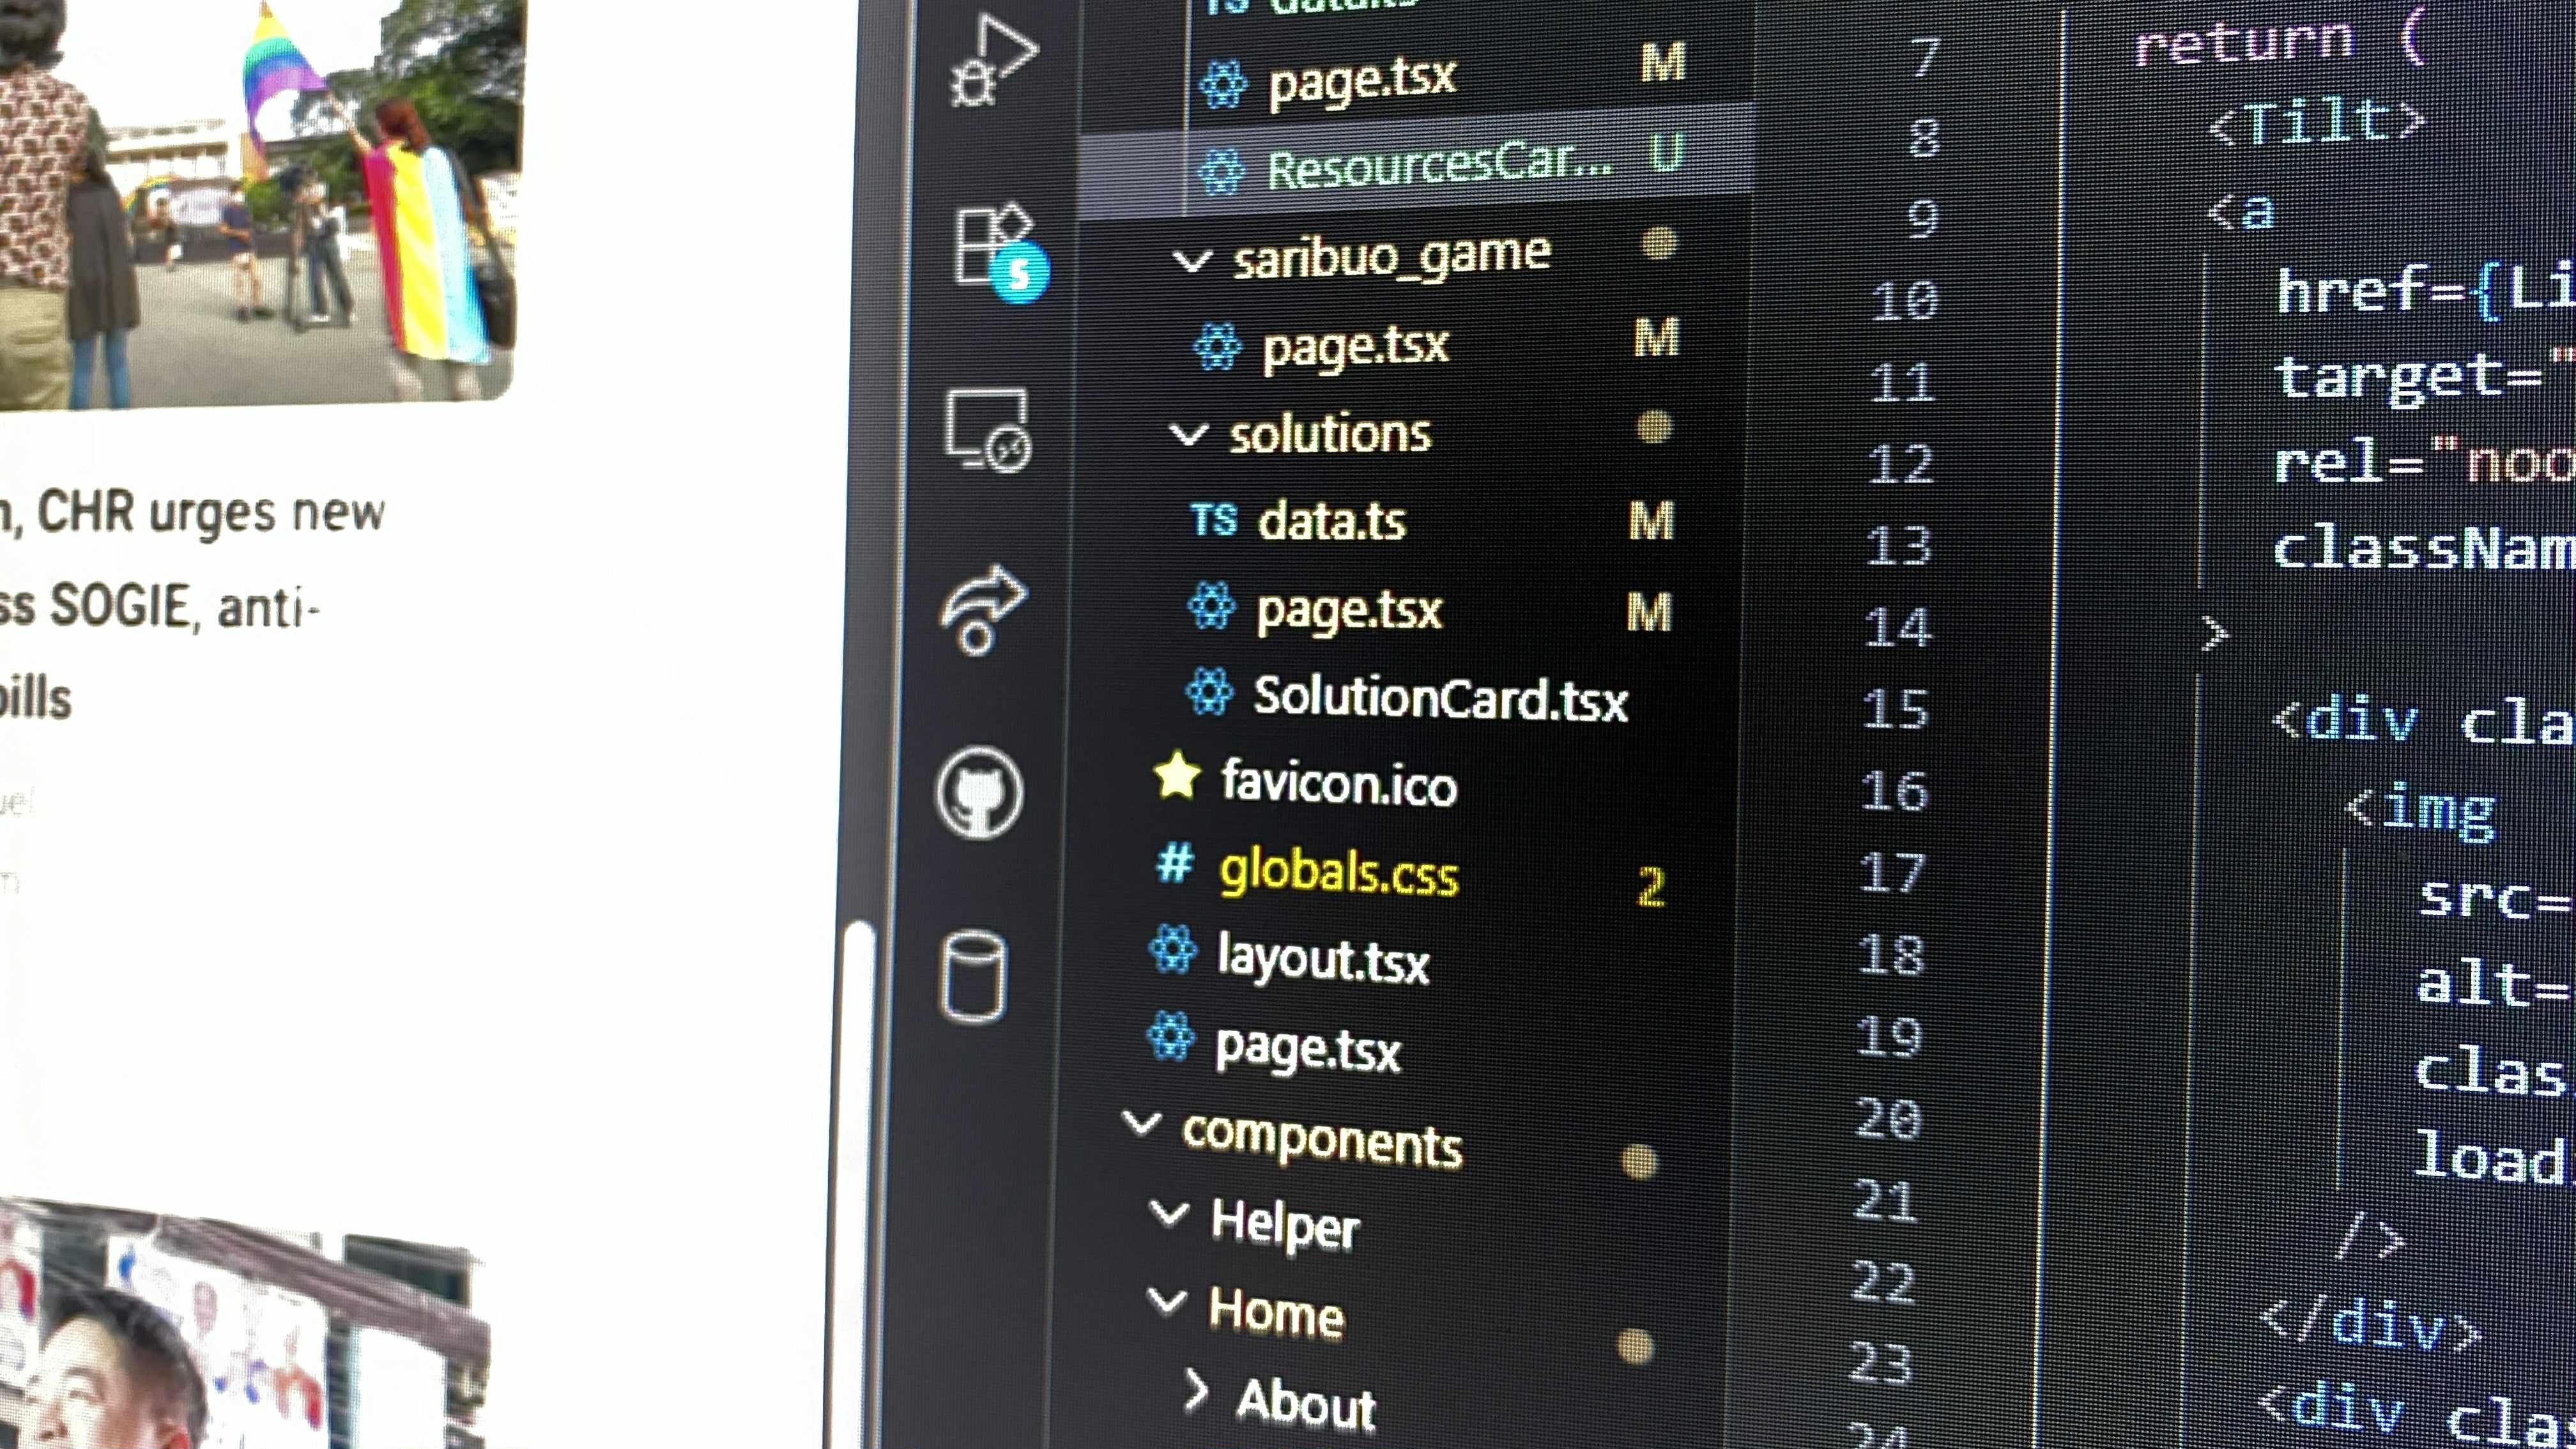 CHR urges new
SOGIE, anti-
page.tsx M
ResourcesCar... U
saribuo_game
page.tsx M
solutions
TS data.ts M
page.tsx M
SolutionCard.tsx
favicon.ico
# globals.css 2
layout.tsx
page.tsx
components
Helper
Home
About
5
7 return (
8 <Tilt>
9 <a
10 href={Li
11 target="
12 rel="noo
13 classNam
14 >
15 <div cla
16 <img
17 src=
18 alt=
19 clas
20 load
21 />
22 </div>
23 <div cla
24